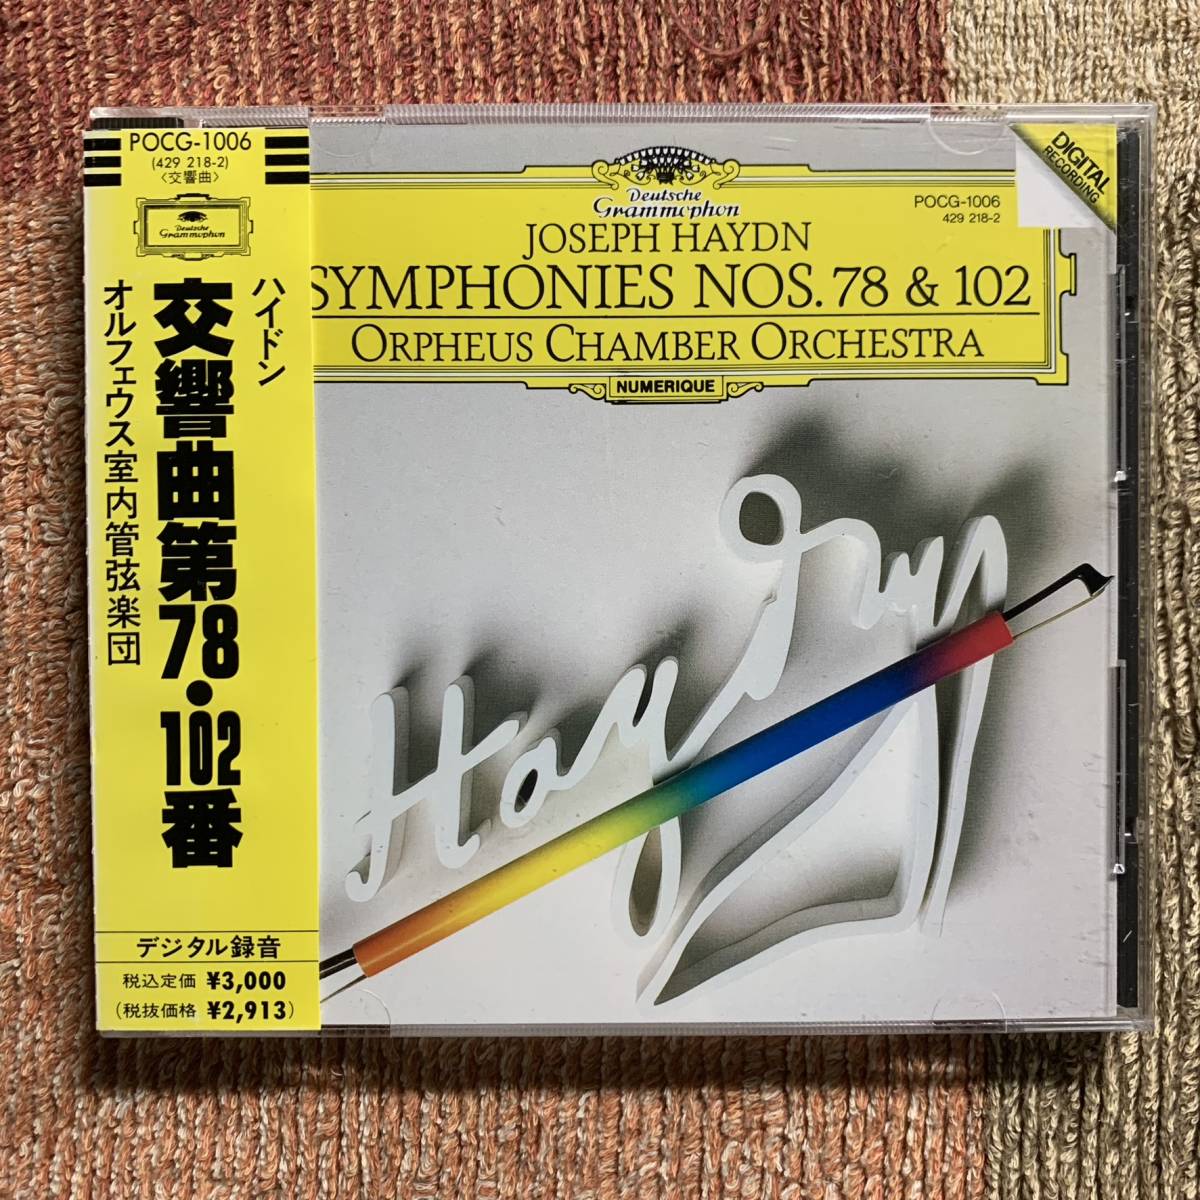 POCG-1006
(429 218-2)
〈交響曲〉
Deutsche
Grammophon
ハイドン
交響曲第78・102番
オルフェウス室内管弦楽団
デジタル録音
税込定価 ¥3,000
(税抜価格 ¥2,913)
Deutsche
Grammophon
POCG-1006
429 218-2
DIGITAL
RECORDING
JOSEPH HAYDN
SYMPHONIES NOS. 78 & 102
ORPHEUS CHAMBER ORCHESTRA
NUMERIQUE
Haydn